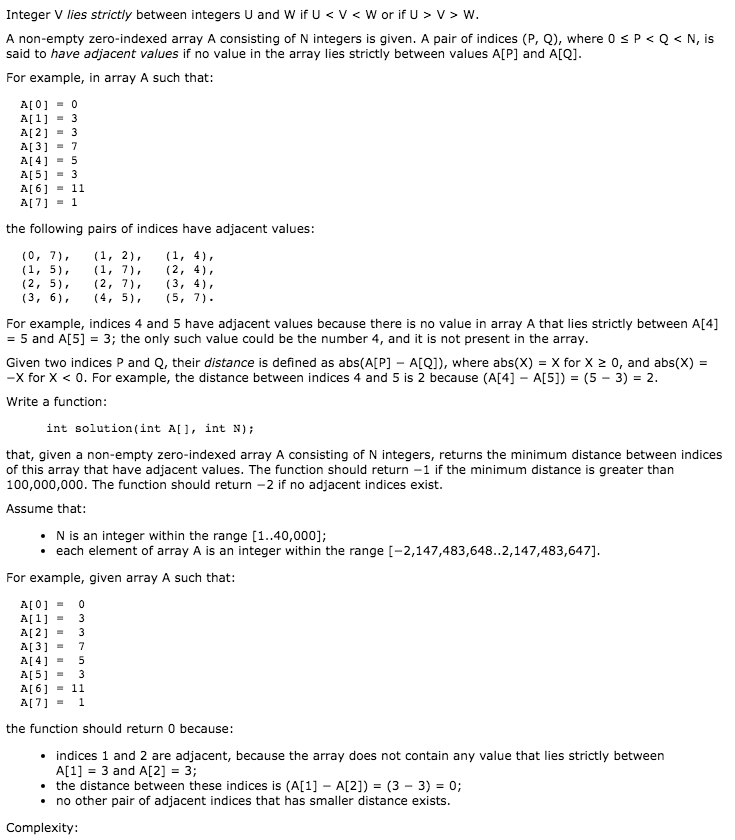 Integer V lies strictly between integers U and W if U < V < W or if U > V > W.
A non-empty zero-indexed array A consisting of N integers is given. A pair of indices (P, Q), where 0 ≤ P < Q < N, is
said to have adjacent values if no value in the array lies strictly between values A[P] and A[Q].
For example, in array A such that:
A[0] = 0
A[1] = 3
A[2] = 3
A[3] = 7
A[4] = 5
A[5] = 3
A[6] = 11
A[7] = 1
the following pairs of indices have adjacent values:
(0, 7), (1, 2), (1, 4),
(1, 5), (1, 7), (2, 4),
(2, 5), (2, 7), (3, 4),
(3, 6), (4, 5), (5, 7).
For example, indices 4 and 5 have adjacent values because there is no value in array A that lies strictly between A[4]
= 5 and A[5] = 3; the only such value could be the number 4, and it is not present in the array.
Given two indices P and Q, their distance is defined as abs(A[P] − A[Q]), where abs(X) = X for X ≥ 0, and abs(X) =
−X for X < 0. For example, the distance between indices 4 and 5 is 2 because (A[4] − A[5]) = (5 − 3) = 2.
Write a function:
int solution(int A[], int N);
that, given a non-empty zero-indexed array A consisting of N integers, returns the minimum distance between indices
of this array that have adjacent values. The function should return −1 if the minimum distance is greater than
100,000,000. The function should return −2 if no adjacent indices exist.
Assume that:
• N is an integer within the range [1..40,000];
• each element of array A is an integer within the range [−2,147,483,648..2,147,483,647].
For example, given array A such that:
A[0] = 0
A[1] = 3
A[2] = 3
A[3] = 7
A[4] = 5
A[5] = 3
A[6] = 11
A[7] = 1
the function should return 0 because:
• indices 1 and 2 are adjacent, because the array does not contain any value that lies strictly between
A[1] = 3 and A[2] = 3;
• the distance between these indices is (A[1] − A[2]) = (3 − 3) = 0;
• no other pair of adjacent indices that has smaller distance exists.
Complexity: